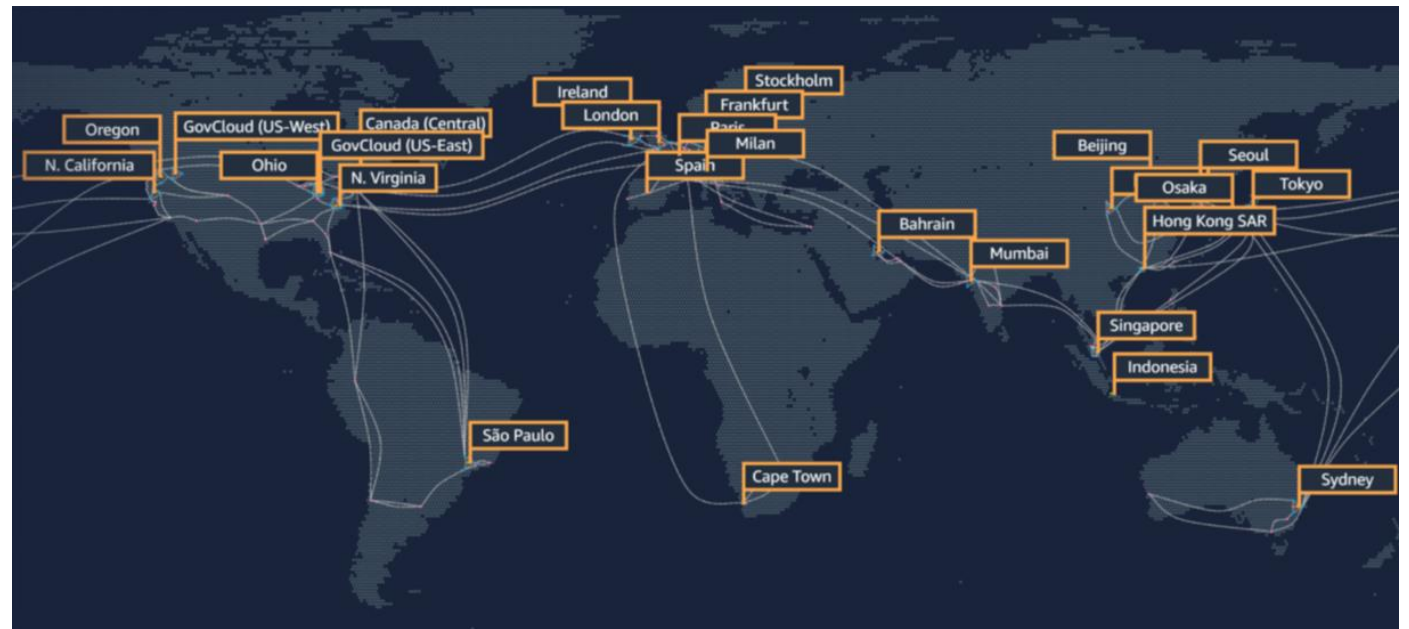 Stockholm
Ireland
Frankfurt
London
Paris
Oregon
GovCloud (US-West)
Canada (Central)
GovCloud (US-East)
Milan
Beijing
Seoul
N. California
Ohio
Spain
N. Virginia
Osaka
Tokyo
Bahrain
Hong Kong SAR
Mumbai
Singapore
Indonesia
São Paulo
Cape Town
Sydney